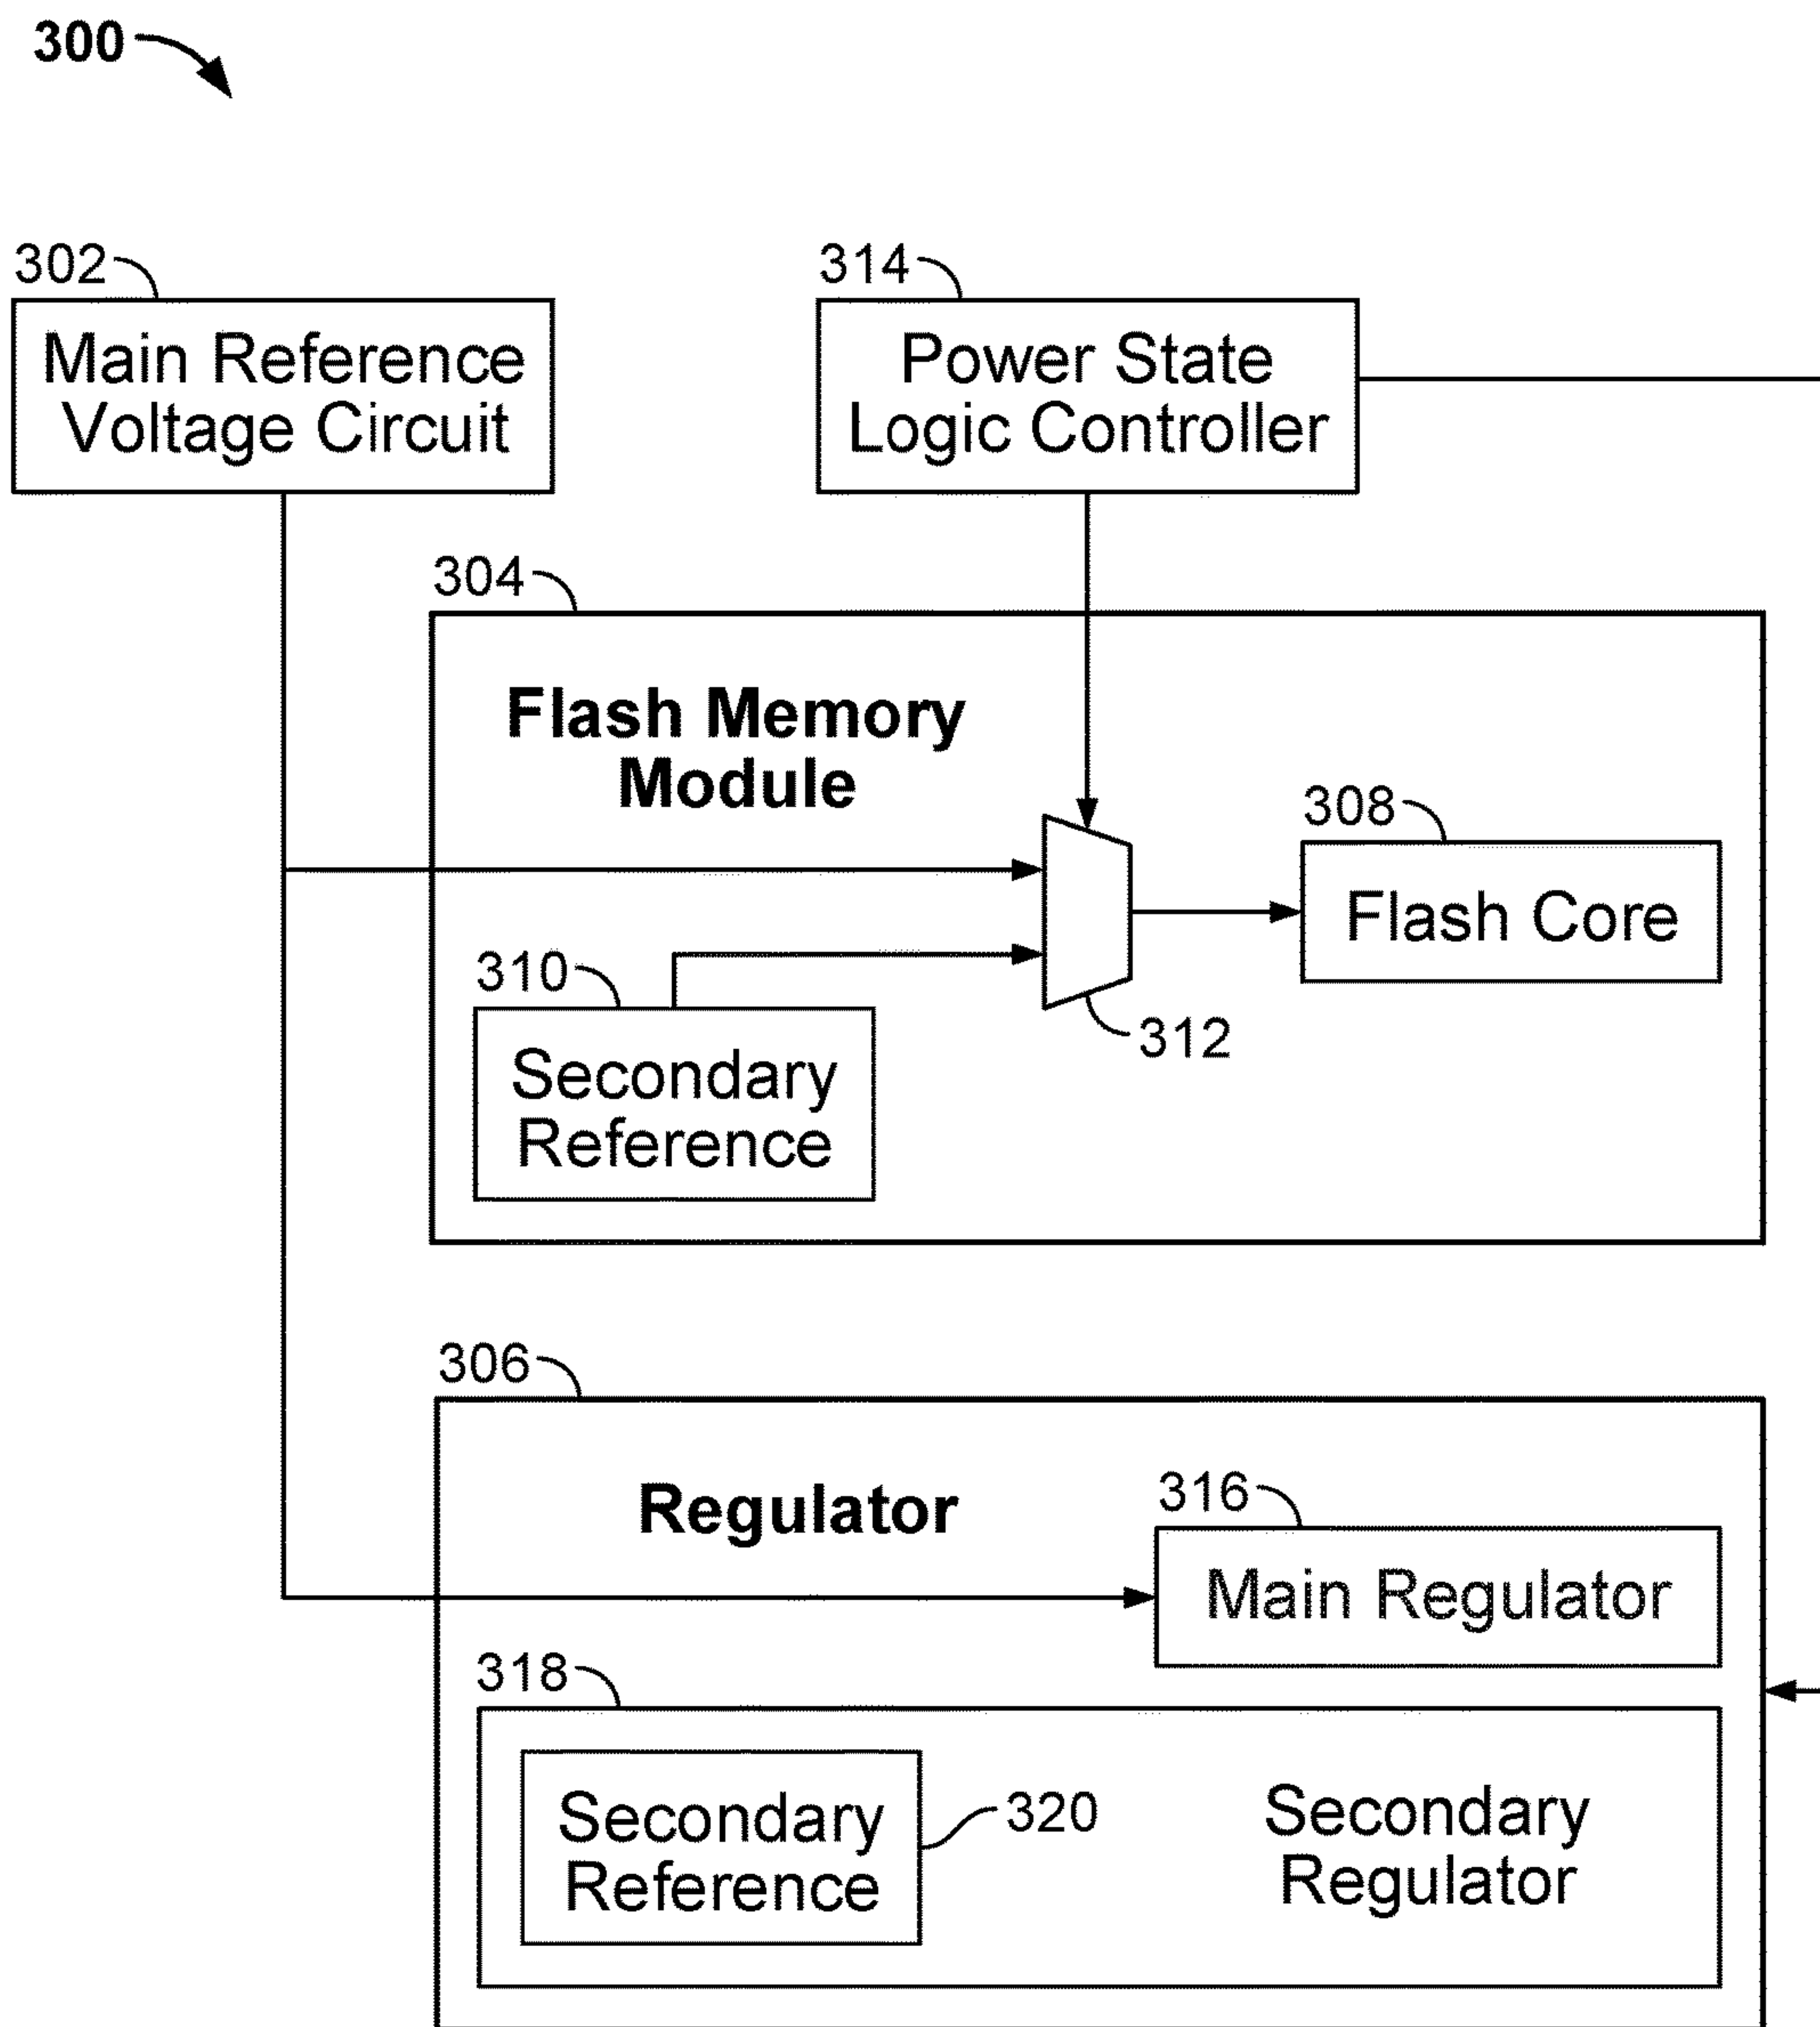 300
302
Main Reference
Voltage Circuit
314
Power State
Logic Controller
304
Flash Memory
Module
308
Flash Core
310
Secondary
Reference
312
306
Regulator
316
Main Regulator
318
Secondary
Reference
320
Secondary
Regulator